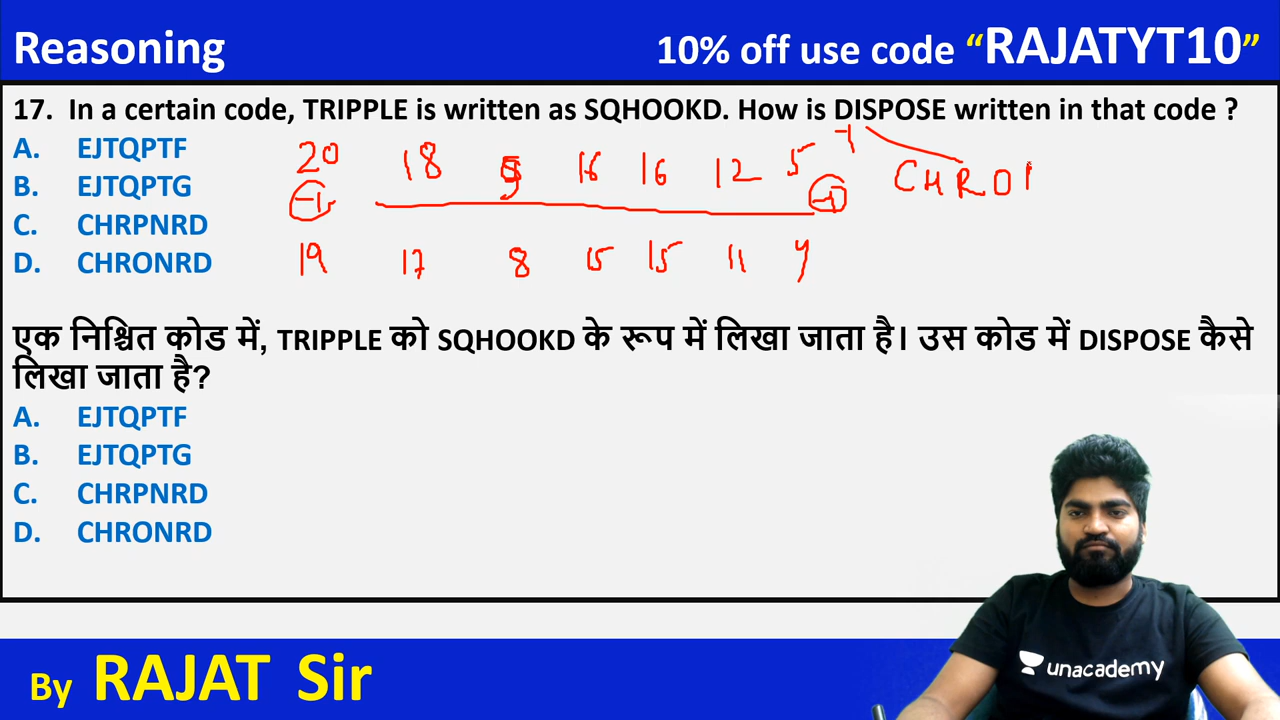 Reasoning
10% off use code “RAJATYT10”
17. In a certain code, TRIPPLE is written as SQHOOKD. How is DISPOSE written in that code ?
A. EJTQPTF
B. EJTQPTG
C. CHRPNRD
D. CHRONRD
-1
20 18 9 16 16 12 5
-1 -1
CHRO
19 17 8 15 15 11 4
एक निश्चित कोड में, TRIPPLE को SQHOOKD के रूप में लिखा जाता है। उस कोड में DISPOSE कैसे
लिखा जाता है?
A. EJTQPTF
B. EJTQPTG
C. CHRPNRD
D. CHRONRD
unacademy
By RAJAT Sir